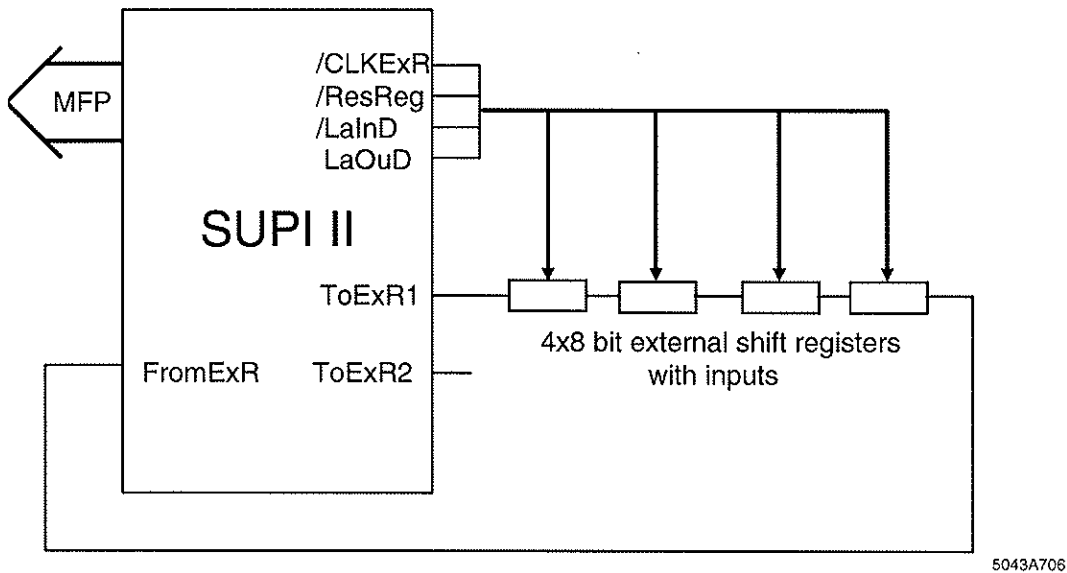 /CLKExR
MFP
/ResReg
/LaInD
LaOuD
SUPI II
ToExR1
4x8 bit external shift registers
with inputs
FromExR
ToExR2
5043A706